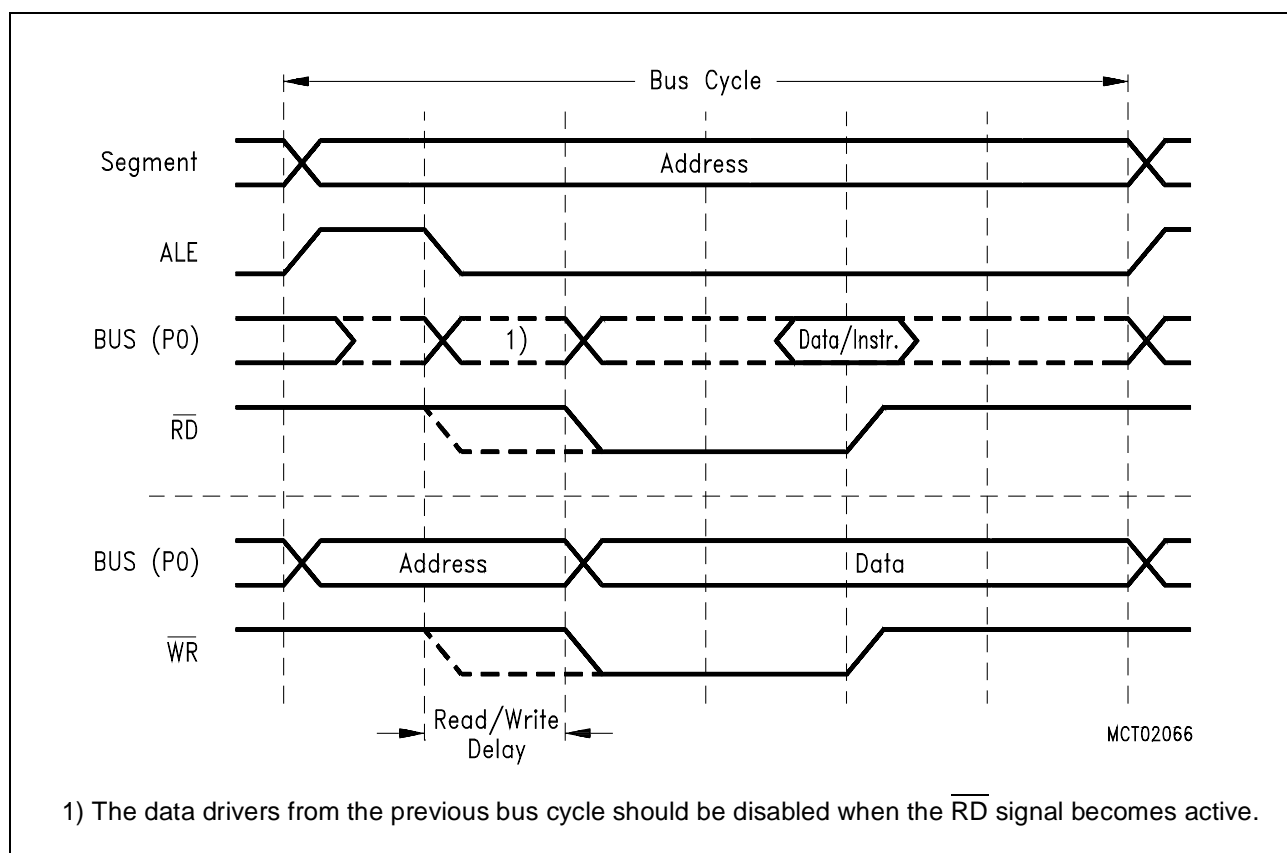 Bus Cycle
Segment
Address
ALE
BUS (P0)
1)
Data/Instr.
RD
BUS (P0)
Address
Data
WR
Read/Write
Delay
MCT02066
1) The data drivers from the previous bus cycle should be disabled when the RD signal becomes active.